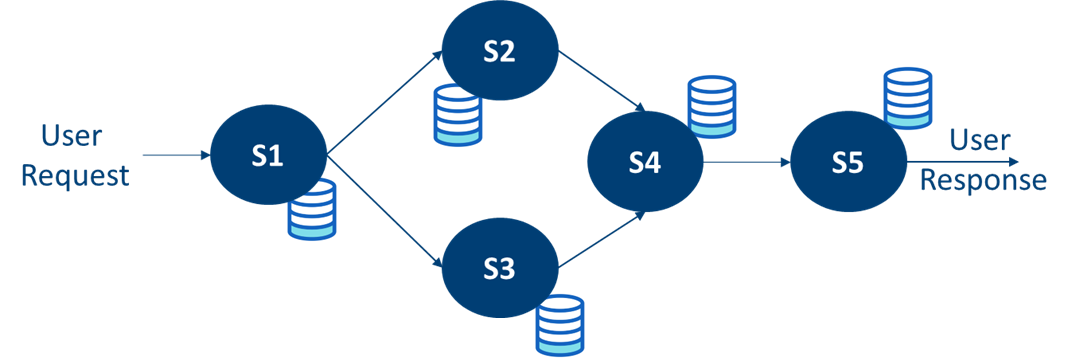 User
Request
S1
S2
S3
S4
S5
User
Response